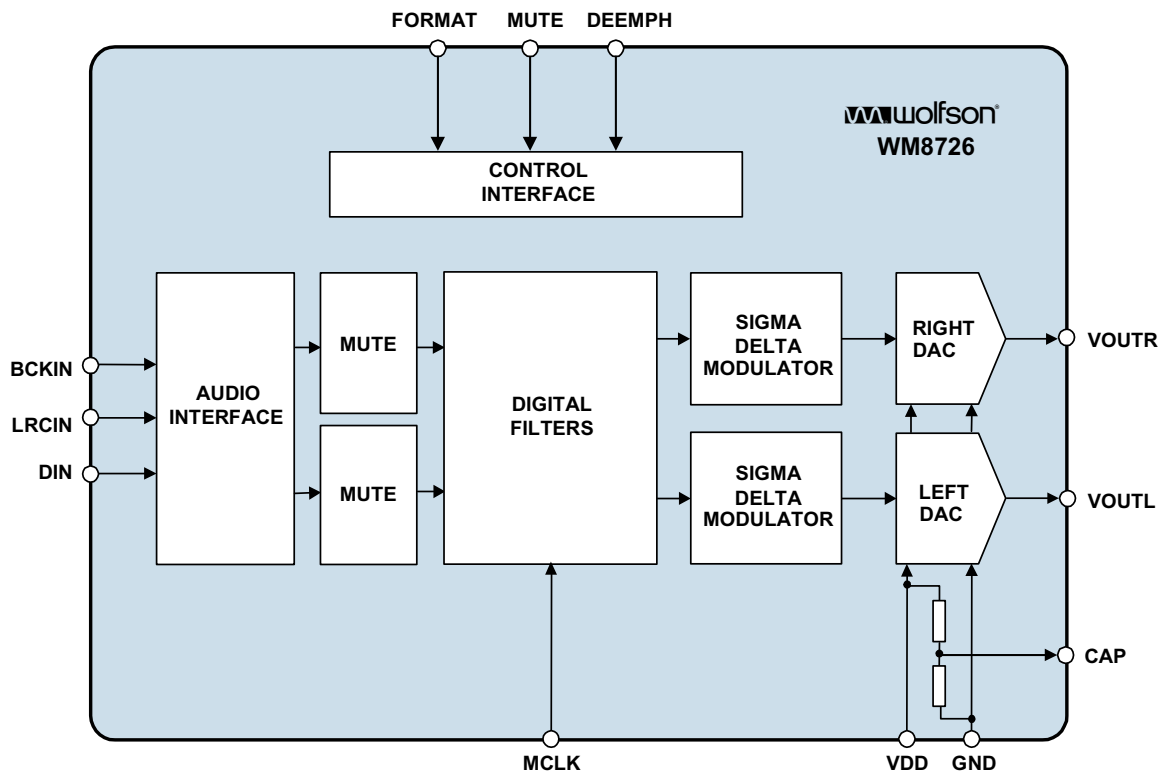 FORMAT MUTE DEEMPH
wolfson®
WM8726
CONTROL
INTERFACE
AUDIO
INTERFACE
MUTE
MUTE
DIGITAL
FILTERS
SIGMA
DELTA
MODULATOR
SIGMA
DELTA
MODULATOR
RIGHT
DAC
LEFT
DAC
BCKIN
LRCIN
DIN
VOUTR
VOUTL
CAP
MCLK
VDD GND